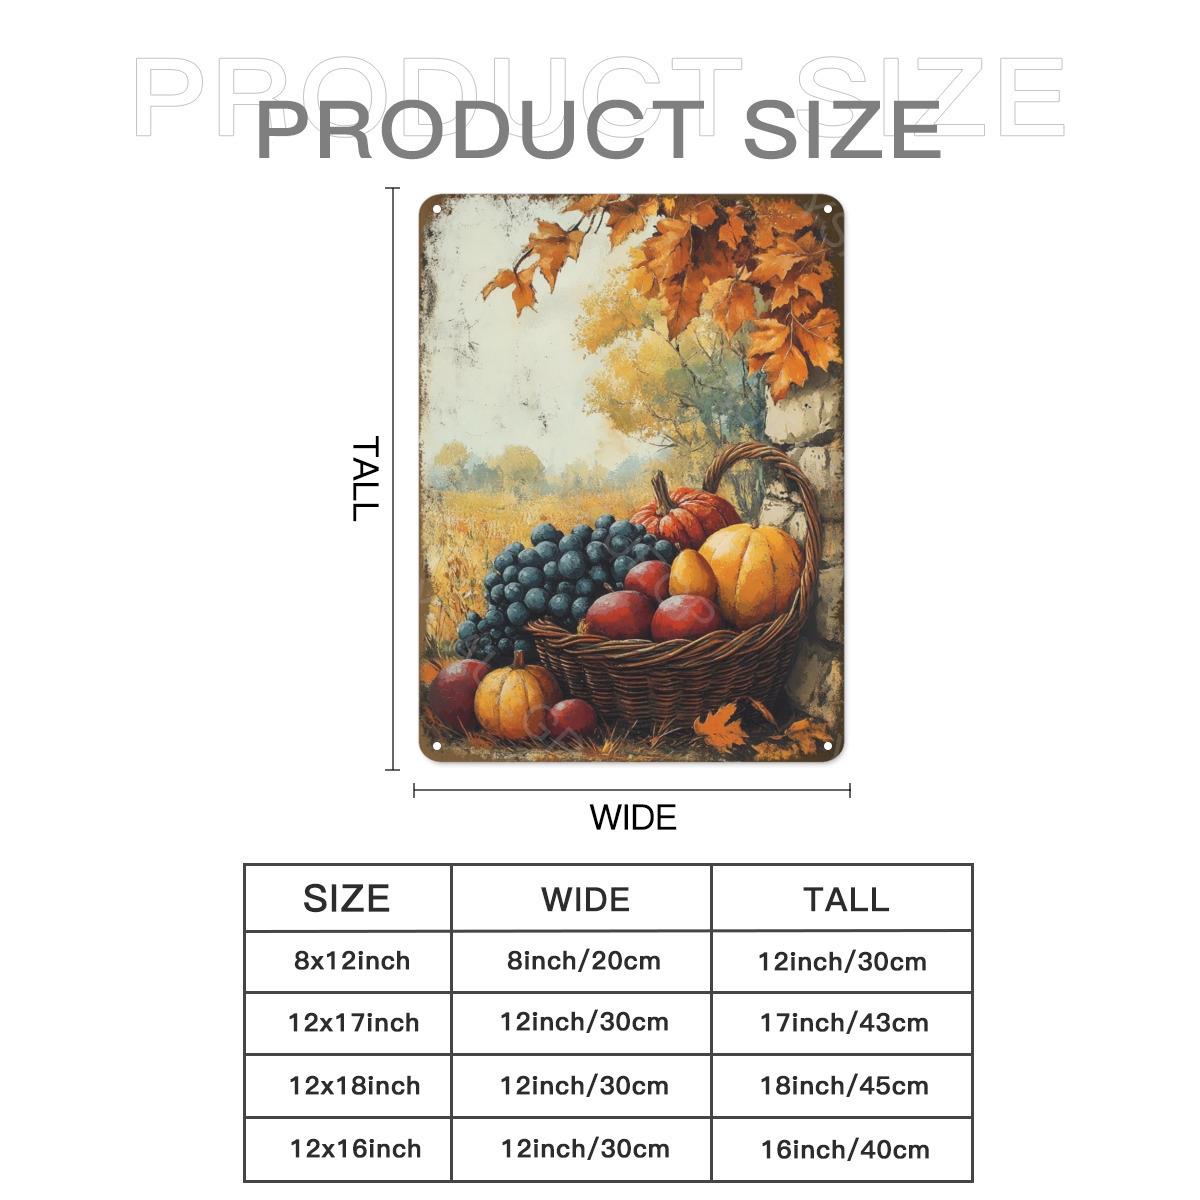 PRODUCT SIZE
PRODUCT SIZE
TALL
WIDE
SIZE WIDE TALL
8x12inch 8inch/20cm 12inch/30cm
12x17inch 12inch/30cm 17inch/43cm
12x18inch 12inch/30cm 18inch/45cm
12x16inch 12inch/30cm 16inch/40cm